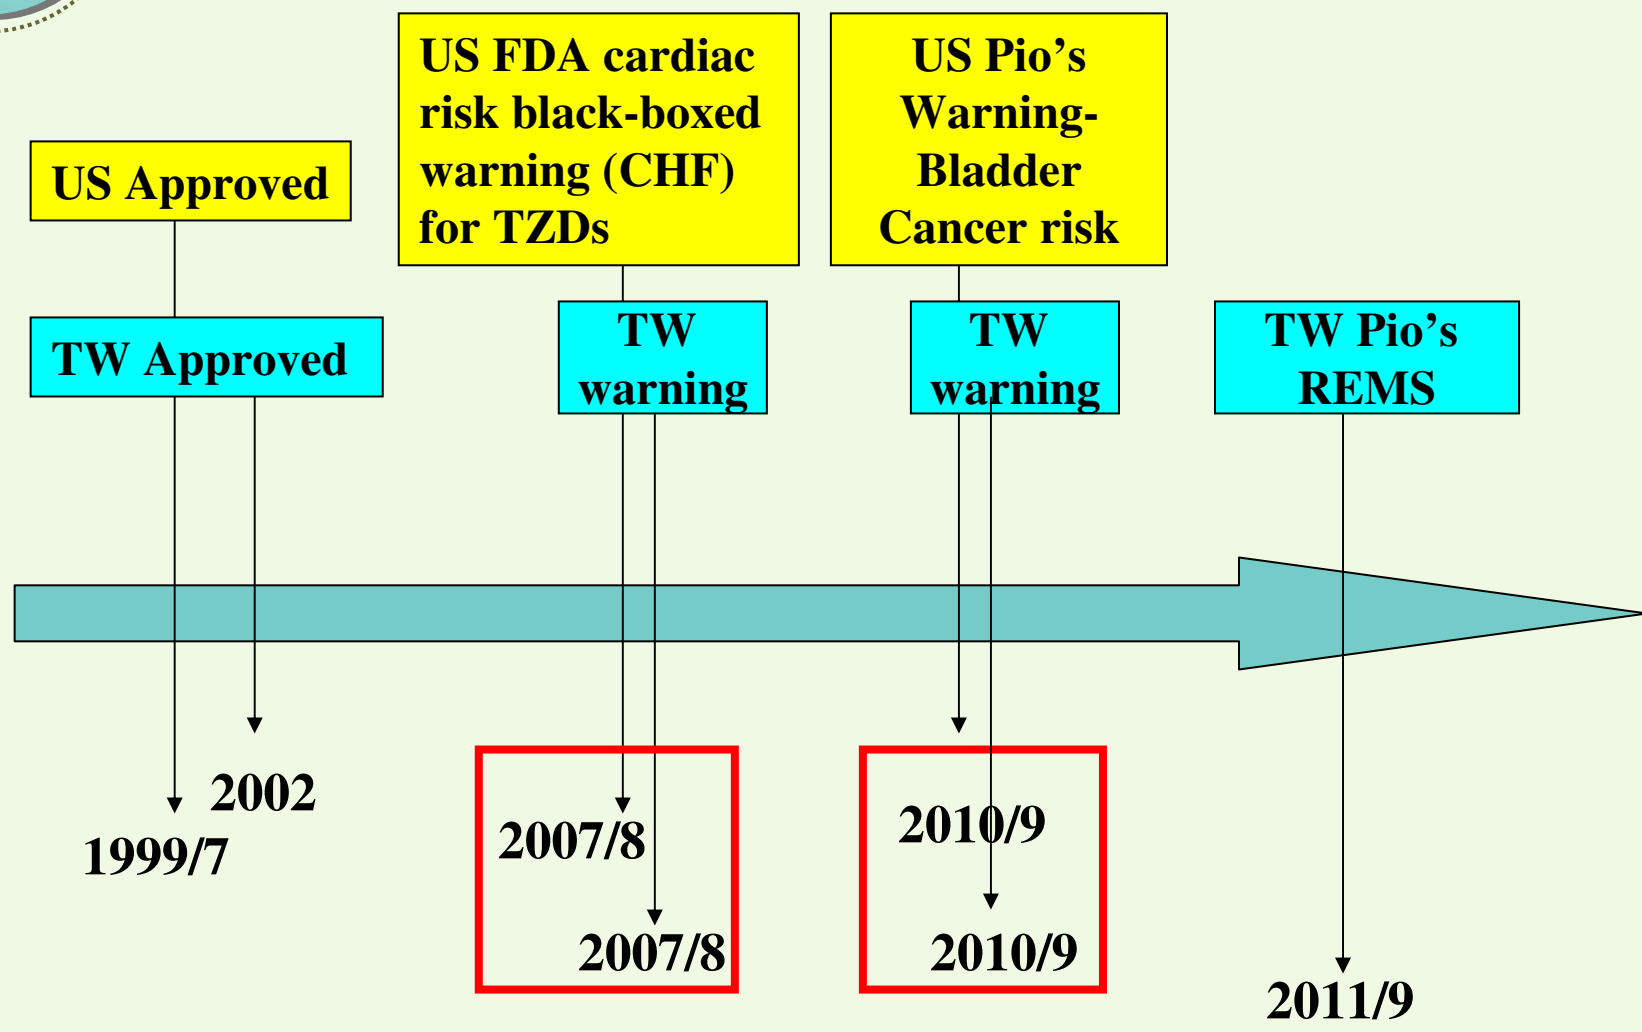 US Approved
US FDA cardiac
risk black-boxed
warning (CHF)
for TZDs
US Pio’s
Warning-
Bladder
Cancer risk
TW Approved
TW
warning
TW
warning
TW Pio’s
REMS
1999/7
2002
2007/8
2007/8
2010/9
2010/9
2011/9